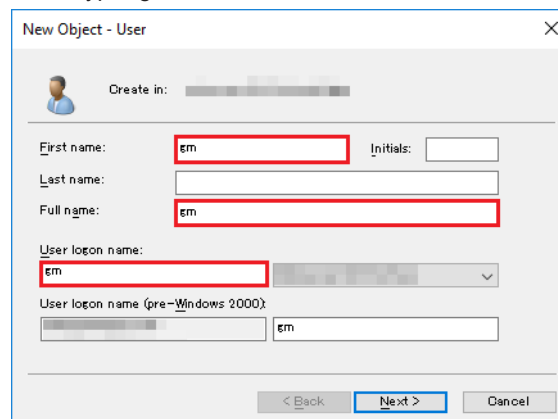 New Object - User
Create in:
First name:
gm
Initials:
Last name:
Full name:
gm
User logon name:
gm
User logon name (pre-Windows 2000):
gm
< Back
Next >
Cancel